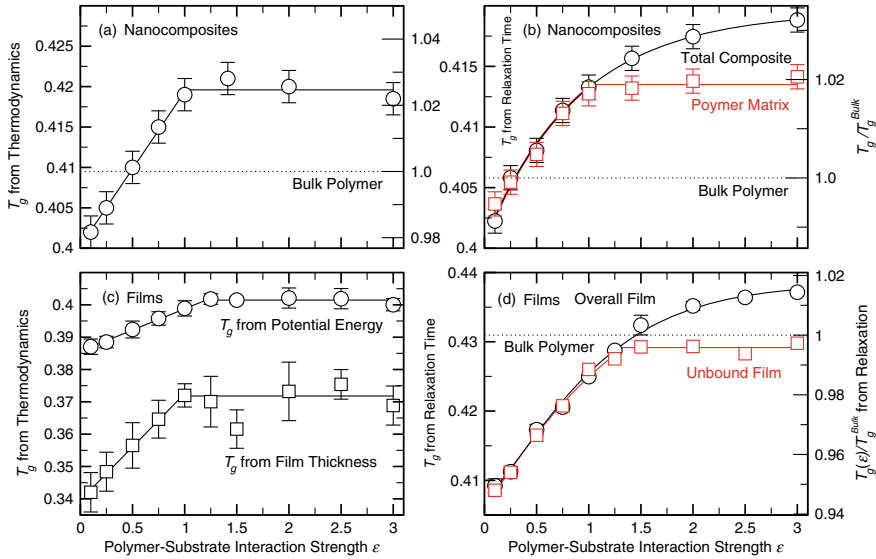 (a) Nanocomposites
Bulk Polymer
T_g from Thermodynamics
0.425
0.42
0.415
0.41
0.405
0.4
1.04
1.02
1.0
0.98
(b) Nanocomposites
Total Composite
Poymer Matrix
Bulk Polymer
T_g from Relaxation Time
0.415
0.41
0.405
0.4
1.02
1.0
T_g/T_g^Bulk
(c) Films
T_g from Potential Energy
T_g from Film Thickness
T_g from Thermodynamics
0.4
0.39
0.38
0.37
0.36
0.35
0.34
0 0.5 1 1.5 2 2.5 3
Polymer-Substrate Interaction Strength ε
(d) Films Overall Film
Bulk Polymer
Unbound Film
T_g from Relaxation Time
0.44
0.43
0.42
0.41
1.02
1
0.98
0.96
0.94
T_g(ε)/T_g^Bulk from Relaxation
0 0.5 1 1.5 2 2.5 3
Polymer-Substrate Interaction Strength ε